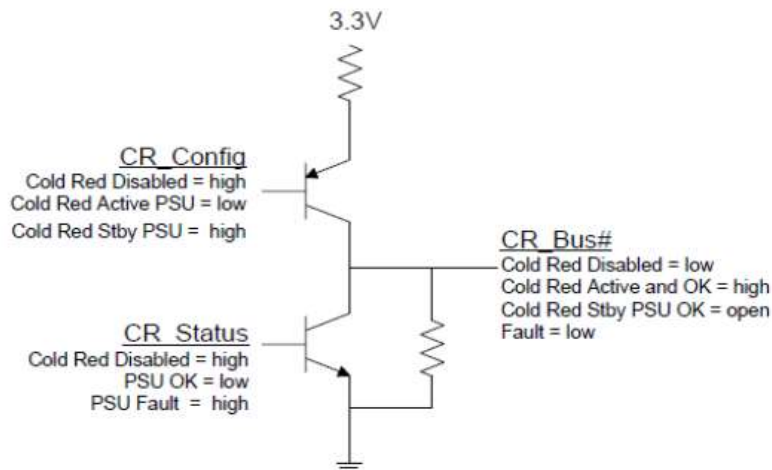 3.3V
CR_Config
Cold Red Disabled = high
Cold Red Active PSU = low
Cold Red Stby PSU = high
CR_Bus#
Cold Red Disabled = low
Cold Red Active and OK = high
Cold Red Stby PSU OK = open
Fault = low
CR_Status
Cold Red Disabled = high
PSU OK = low
PSU Fault = high